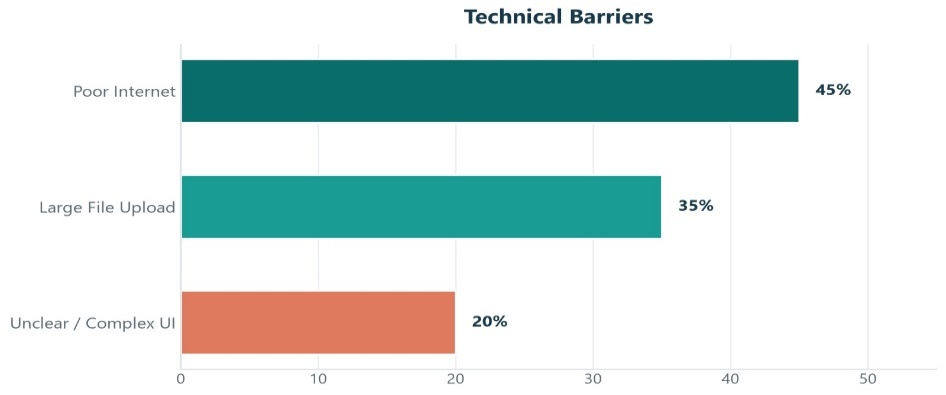 Technical Barriers
Poor Internet
45%
Large File Upload
35%
Unclear / Complex UI
20%
0 10 20 30 40 50